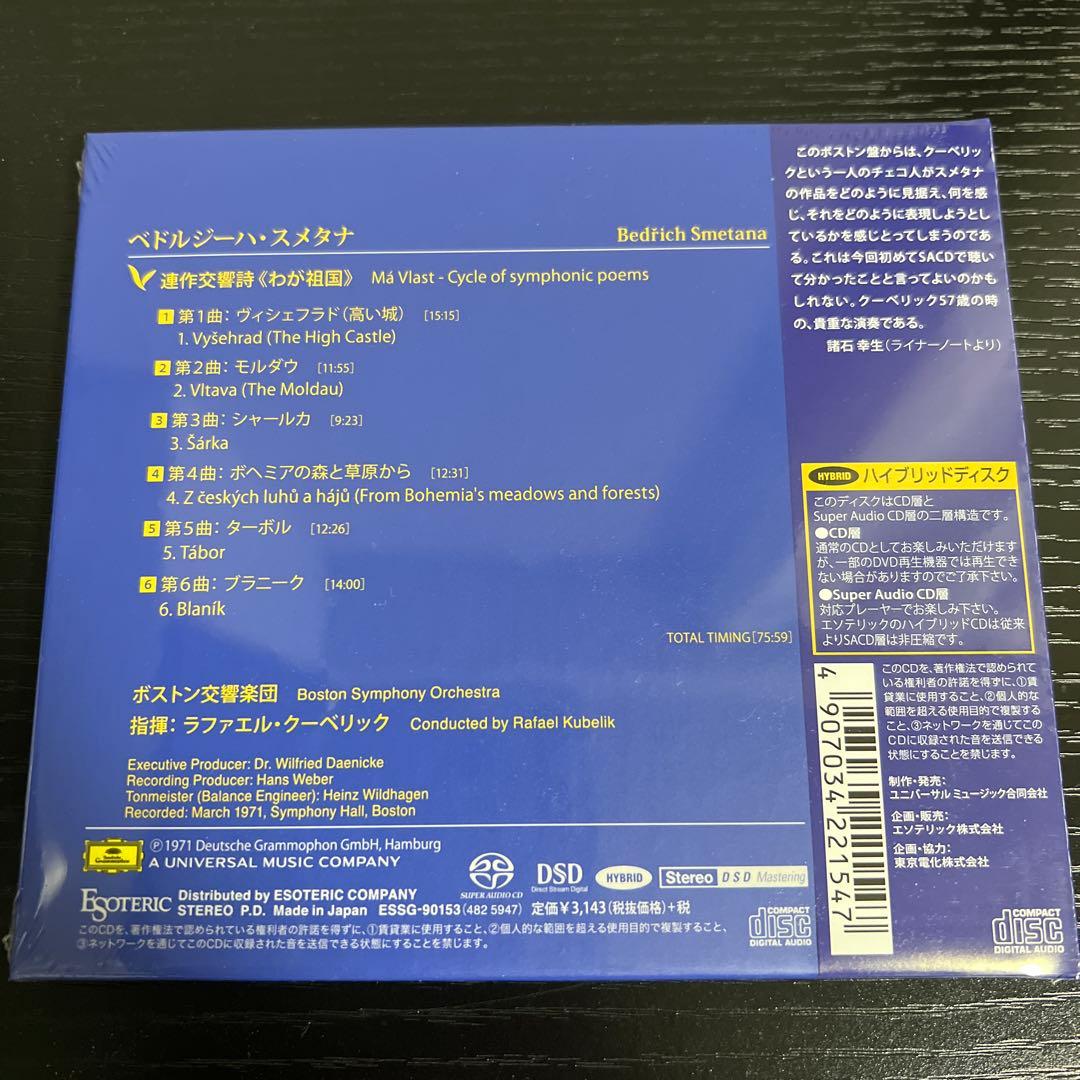 ベドルジーハ・スメタナ
Bedřich Smetana
連作交響詩《わが祖国》 Má Vlast - Cycle of symphonic poems
1 第1曲：ヴィシェフラド（高い城） [15:15]
1. Vyšehrad (The High Castle)
2 第2曲：モルダウ [11:55]
2. Vltava (The Moldau)
3 第3曲：シャールカ [9:23]
3. Šárka
4 第4曲：ボヘミアの森と草原から [12:31]
4. Z českých luhů a hájů (From Bohemia's meadows and forests)
5 第5曲：ターボル [12:26]
5. Tábor
6 第6曲：ブラニーク [14:00]
6. Blaník
TOTAL TIMING[75:59]
ボストン交響楽団 Boston Symphony Orchestra
指揮：ラファエル・クーベリック Conducted by Rafael Kubelik
Executive Producer: Dr. Wilfried Daenicke
Recording Producer: Hans Weber
Tonmeister (Balance Engineer): Heinz Wildhagen
Recorded: March 1971, Symphony Hall, Boston
Deutsche Grammophon
Ⓟ1971 Deutsche Grammophon GmbH, Hamburg
A UNIVERSAL MUSIC COMPANY
ESOTERIC
Distributed by ESOTERIC COMPANY
STEREO P.D. Made in Japan ESSG-90153(482 5947) 定価¥3,143(税抜価格)+税
SUPER AUDIO CD
DSD
Direct Stream Digital
HYBRID
Stereo DSD Mastering
このCDを、著作権法で認められている権利者の許諾を得ずに、①賃貸業に使用すること、②個人的な範囲を超える使用目的で複製すること、
③ネットワークを通じてこのCDに収録された音を送信できる状態にすることを禁じます。
COMPACT
disc
DIGITAL AUDIO
このボストン盤からは、クーベリッ
クという一人のチェコ人がスメタナ
の作品をどのように見据え、何を感
じ、それをどのように表現しようとし
ているかを感じとってしまうのであ
る。これは今回初めてSACDで聴い
て分かったことと言ってよいのかも
しれない。クーベリック57歳の時
の、貴重な演奏である。
諸石 幸生（ライナーノートより）
HYBRID ハイブリッドディスク
このディスクはCD層と
Super Audio CD層の二層構造です。
●CD層
通常のCDとしてお楽しみいただけます
が、一部のDVD再生機器では再生でき
ない場合がありますのでご了承下さい。
●Super Audio CD層
対応プレーヤーでお楽しみ下さい。
エソテリックのハイブリッドCDは従来
よりSACD層は非圧縮です。
4 907034 221547
このCDを、著作権法で認められて
いる権利者の許諾を得ずに、①賃
貸業に使用すること、②個人的な
範囲を超える使用目的で複製する
こと、③ネットワークを通じてこの
CDに収録された音を送信できる
状態にすることを禁じます。
制作・発売：
ユニバーサル ミュージック合同会社
企画・販売：
エソテリック株式会社
企画・協力：
東京電化株式会社
COMPACT
disc
DIGITAL AUDIO